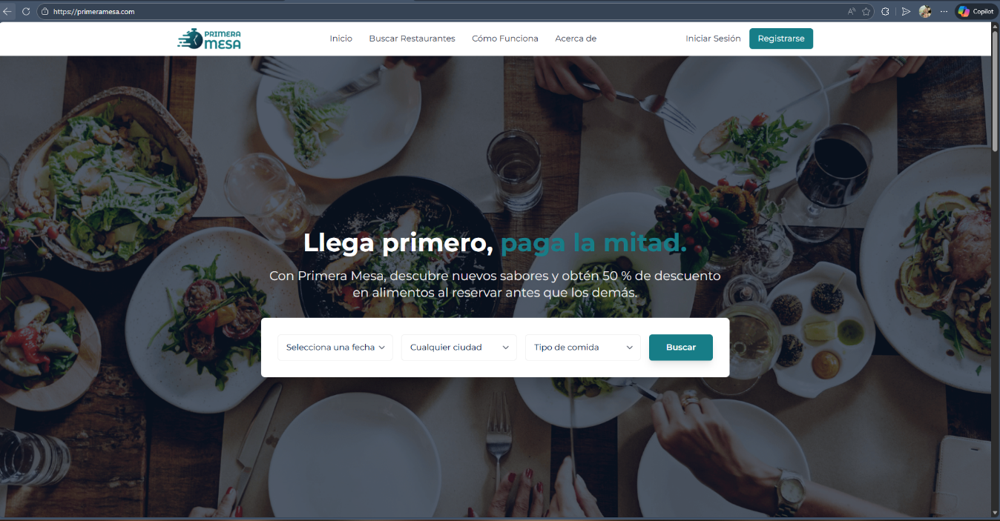 https://primeramesa.com
Copilot
PRIMERA
MESA
Inicio
Buscar Restaurantes
Cómo Funciona
Acerca de
Iniciar Sesión
Registrarse
Llega primero, paga la mitad.
Con Primera Mesa, descubre nuevos sabores y obtén 50 % de descuento
en alimentos al reservar antes que los demás.
Selecciona una fecha
Cualquier ciudad
Tipo de comida
Buscar